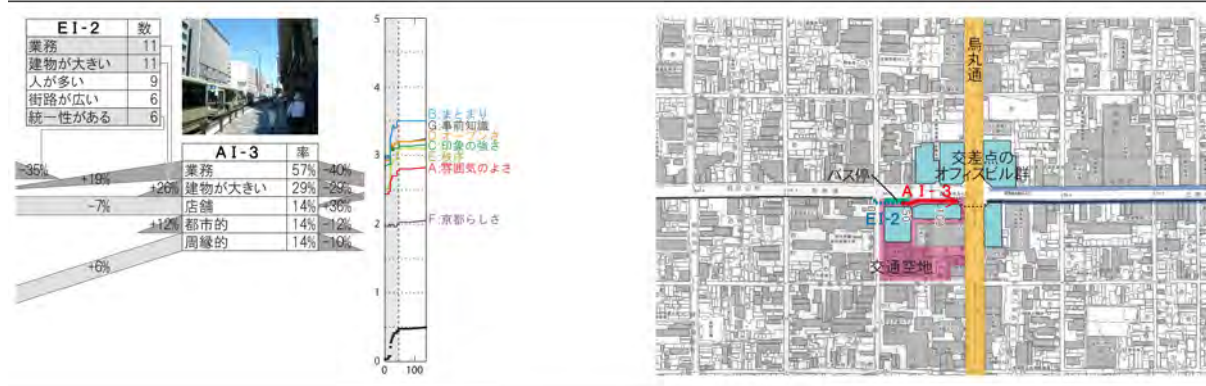 EI-2 数
業務 11
建物が大きい 11
人が多い 9
街路が広い 6
統一性がある 6
AI-3 率
業務 57% -40%
建物が大きい 29% -29%
店舗 14% +36%
都市的 14% -12%
周縁的 14% -10%
-35%
+19%
+26%
-7%
+12%
+6%
5
4
3
2
1
0
0 100
B:まとまり
G:事前知識
C:印象の強さ
A:雰囲気のよさ
F:京都らしさ
烏丸通
交差点の
オフィスビル群
バス停
AI-3
EI-2
交通空地